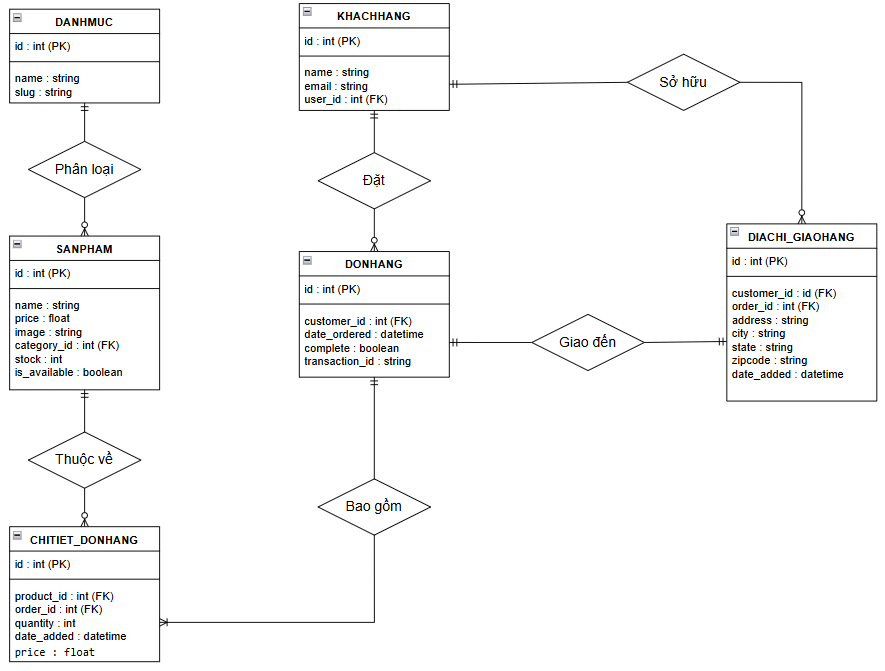 DANHMUC
id : int (PK)
name : string
slug : string
Phân loại
SANPHAM
id : int (PK)
name : string
price : float
image : string
category_id : int (FK)
stock : int
is_available : boolean
Thuộc về
CHITIET_DONHANG
id : int (PK)
product_id : int (FK)
order_id : int (FK)
quantity : int
date_added : datetime
price : float
KHACHHANG
id : int (PK)
name : string
email : string
user_id : int (FK)
Đặt
DONHANG
id : int (PK)
customer_id : int (FK)
date_ordered : datetime
complete : boolean
transaction_id : string
Bao gồm
Sở hữu
Giao đến
DIACHI_GIAOHANG
id : int (PK)
customer_id : id (FK)
order_id : int (FK)
address : string
city : string
state : string
zipcode : string
date_added : datetime